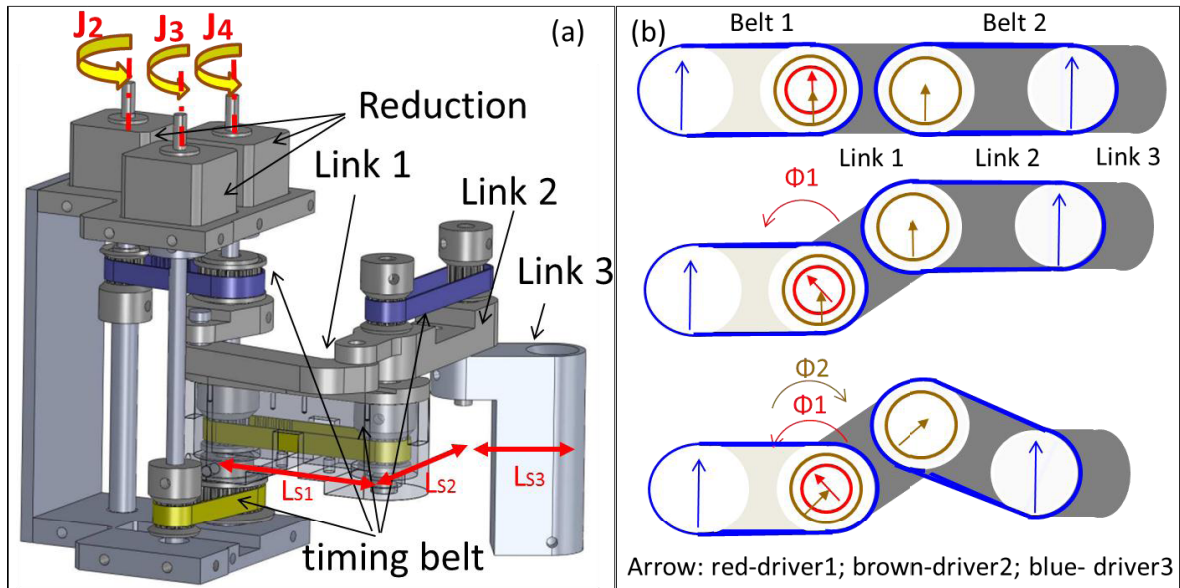 J2 J3 J4
(a)
Reduction
Link 1
Link 2
Link 3
LS1
LS2
LS3
timing belt
(b)
Belt 1
Belt 2
Link 1
Link 2
Link 3
Φ1
Φ2
Φ1
Arrow: red-driver1; brown-driver2; blue- driver3